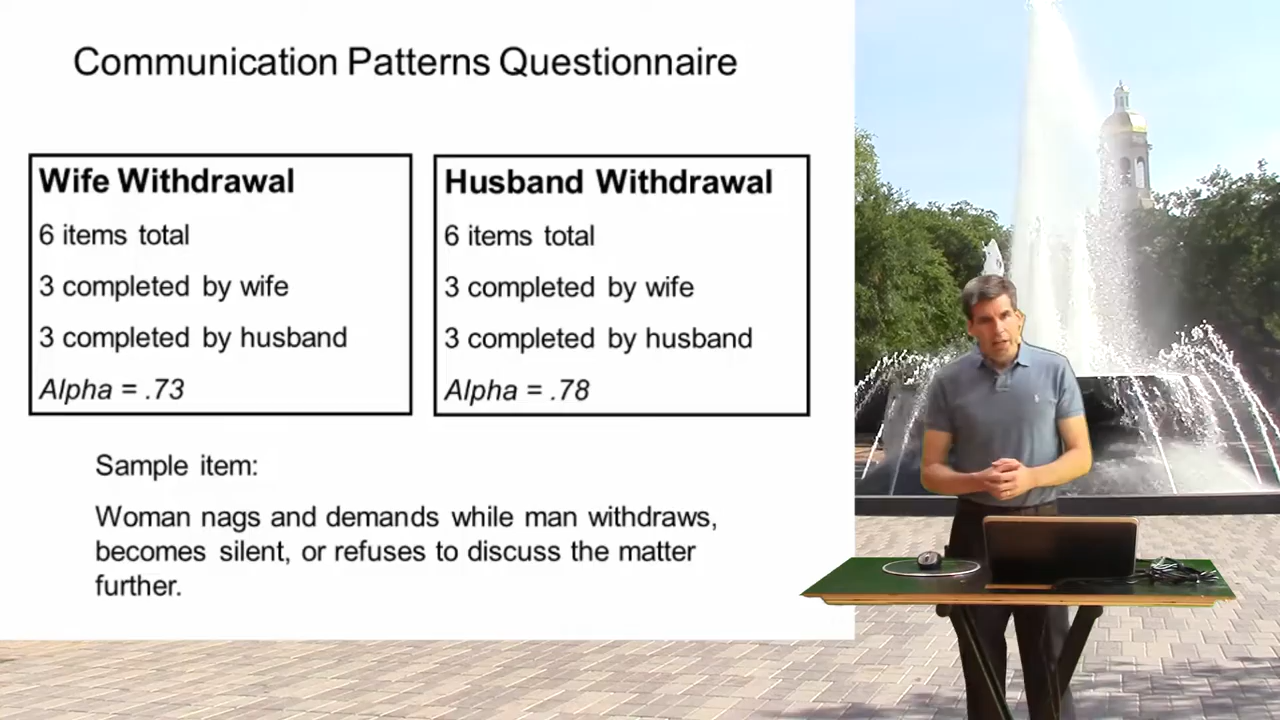 Communication Patterns Questionnaire
Wife Withdrawal
6 items total
3 completed by wife
3 completed by husband
Alpha = .73
Husband Withdrawal
6 items total
3 completed by wife
3 completed by husband
Alpha = .78
Sample item:
Woman nags and demands while man withdraws,
becomes silent, or refuses to discuss the matter
further.